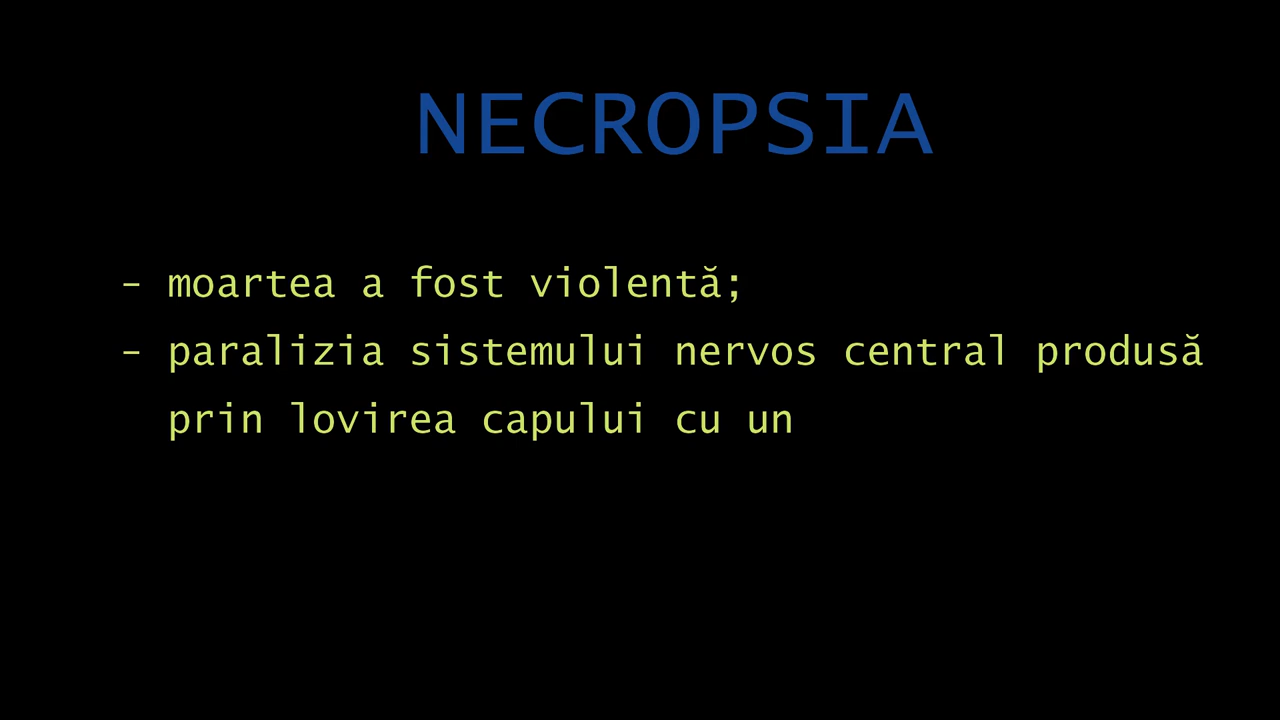 NECROPSIA
- moartea a fost violentă;
- paralizia sistemului nervos central produsă
prin lovirea capului cu un